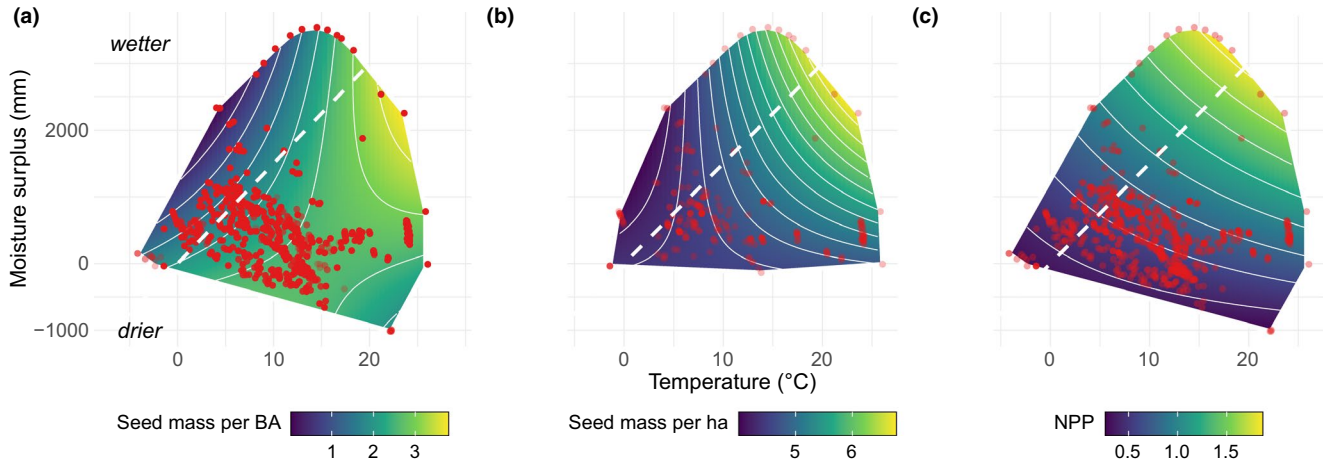 (a)
(b)
(c)
wetter
Moisture surplus (mm)
2000
0
−1000
drier
0 10 20
0 10 20
0 10 20
Temperature (°C)
Seed mass per BA
1 2 3
Seed mass per ha
5 6
NPP
0.5 1.0 1.5